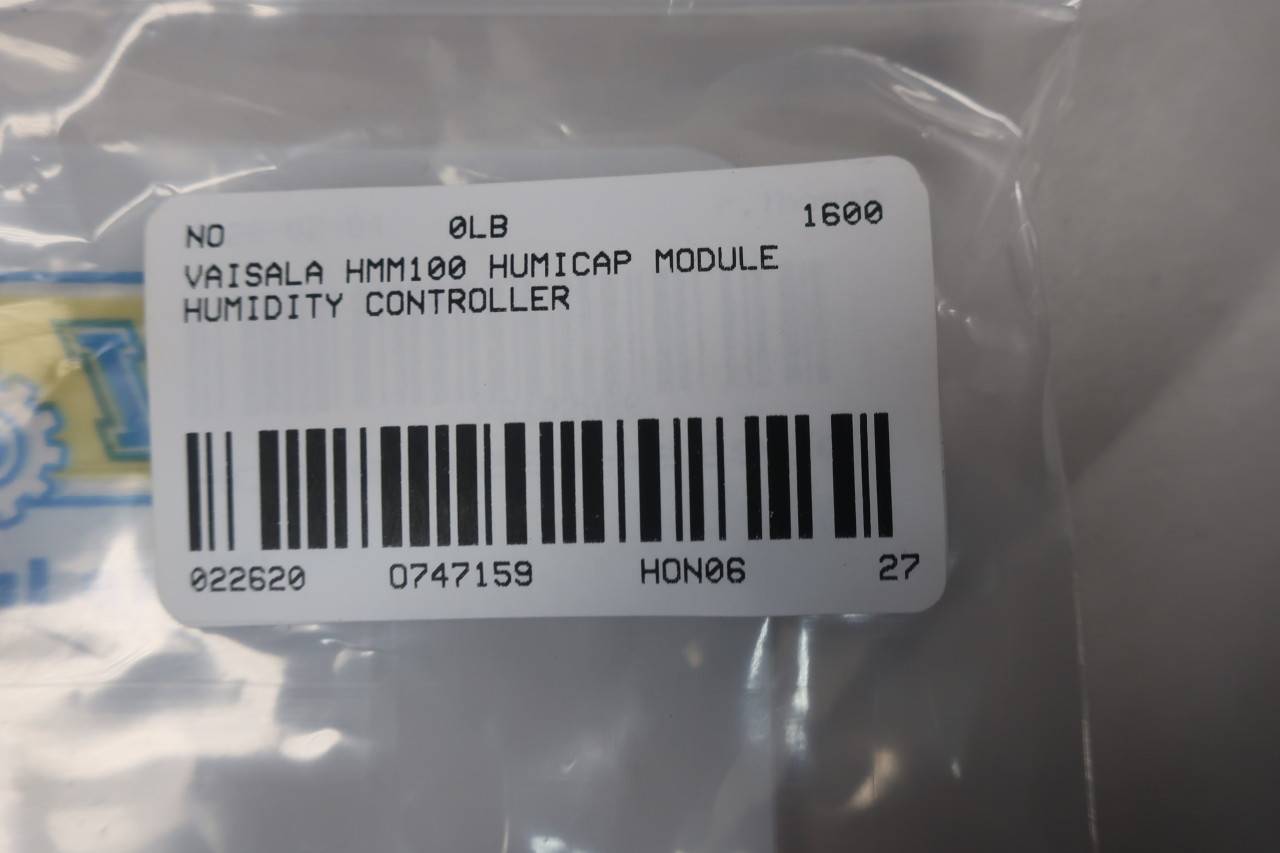 NO 0LB 1600
VAISALA HMM100 HUMICAP MODULE
HUMIDITY CONTROLLER
022620 0747159 HON06 27